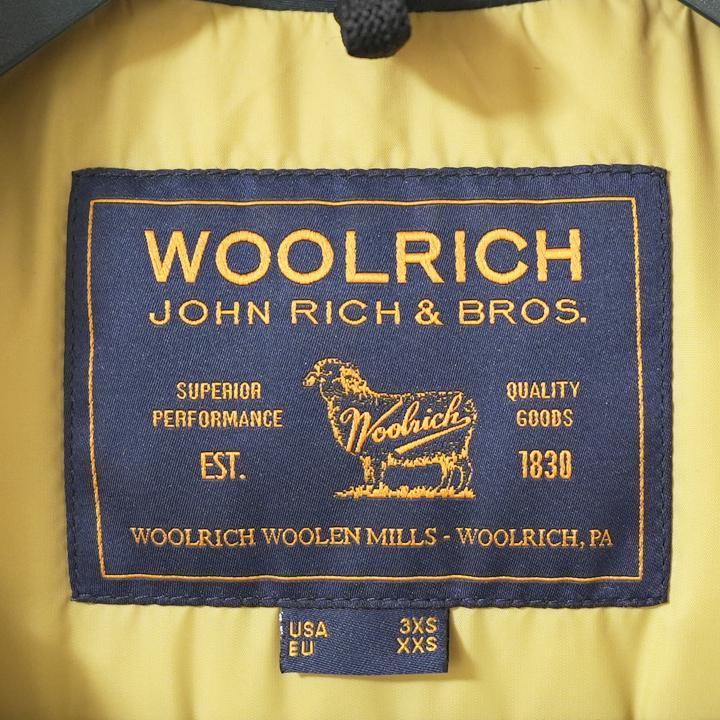 WOOLRICH
JOHN RICH & BROS.
SUPERIOR
PERFORMANCE
EST.
Woolrich
QUALITY
GOODS
1830
WOOLRICH WOOLEN MILLS - WOOLRICH, PA
USA 3XS
EU XXS